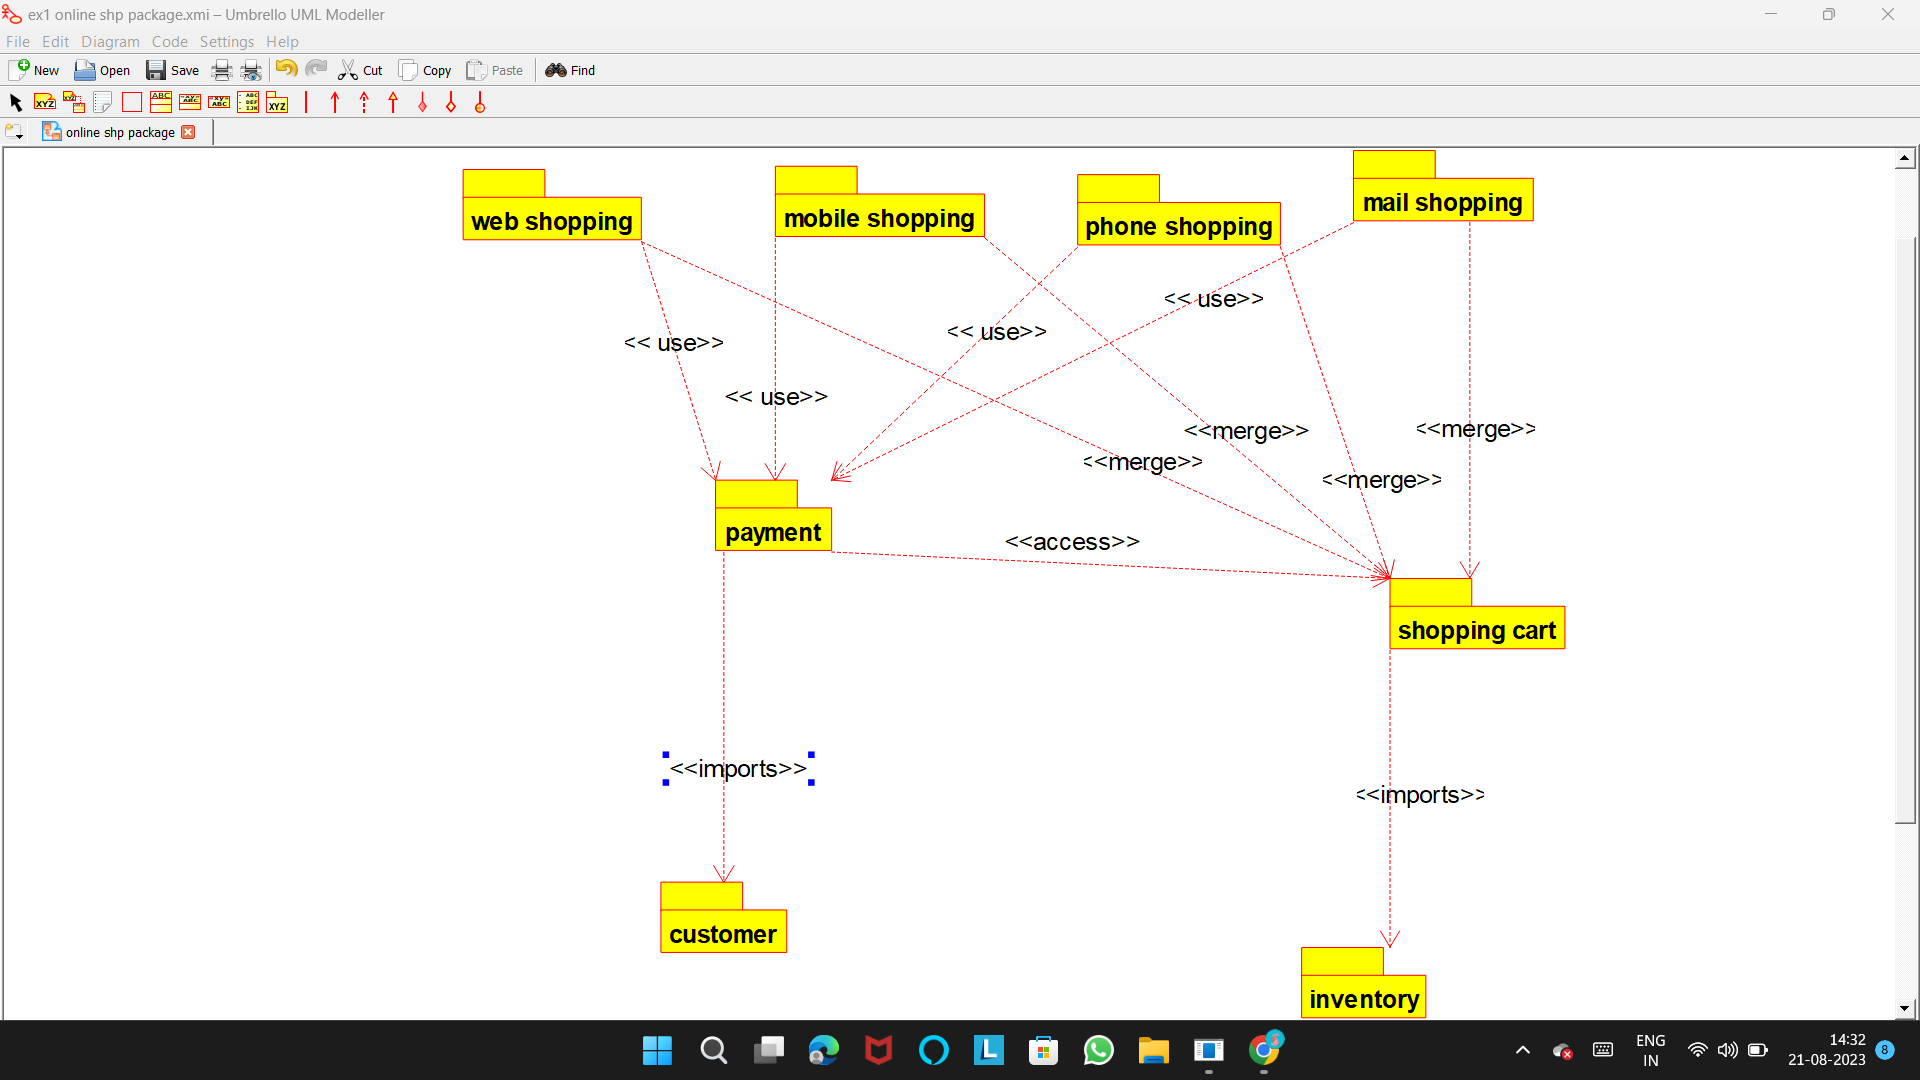 ex1 online shp package.xmi – Umbrello UML Modeller
File Edit Diagram Code Settings Help
New Open Save Cut Copy Paste Find
online shp package
web shopping
mobile shopping
phone shopping
mail shopping
<< use>>
<< use>>
<< use>>
<< use>>
<<merge>>
<<merge>>
<<merge>>
<<merge>>
payment
<<access>>
shopping cart
<<imports>>
<<imports>>
customer
inventory
ENG
IN
14:32
21-08-2023
8